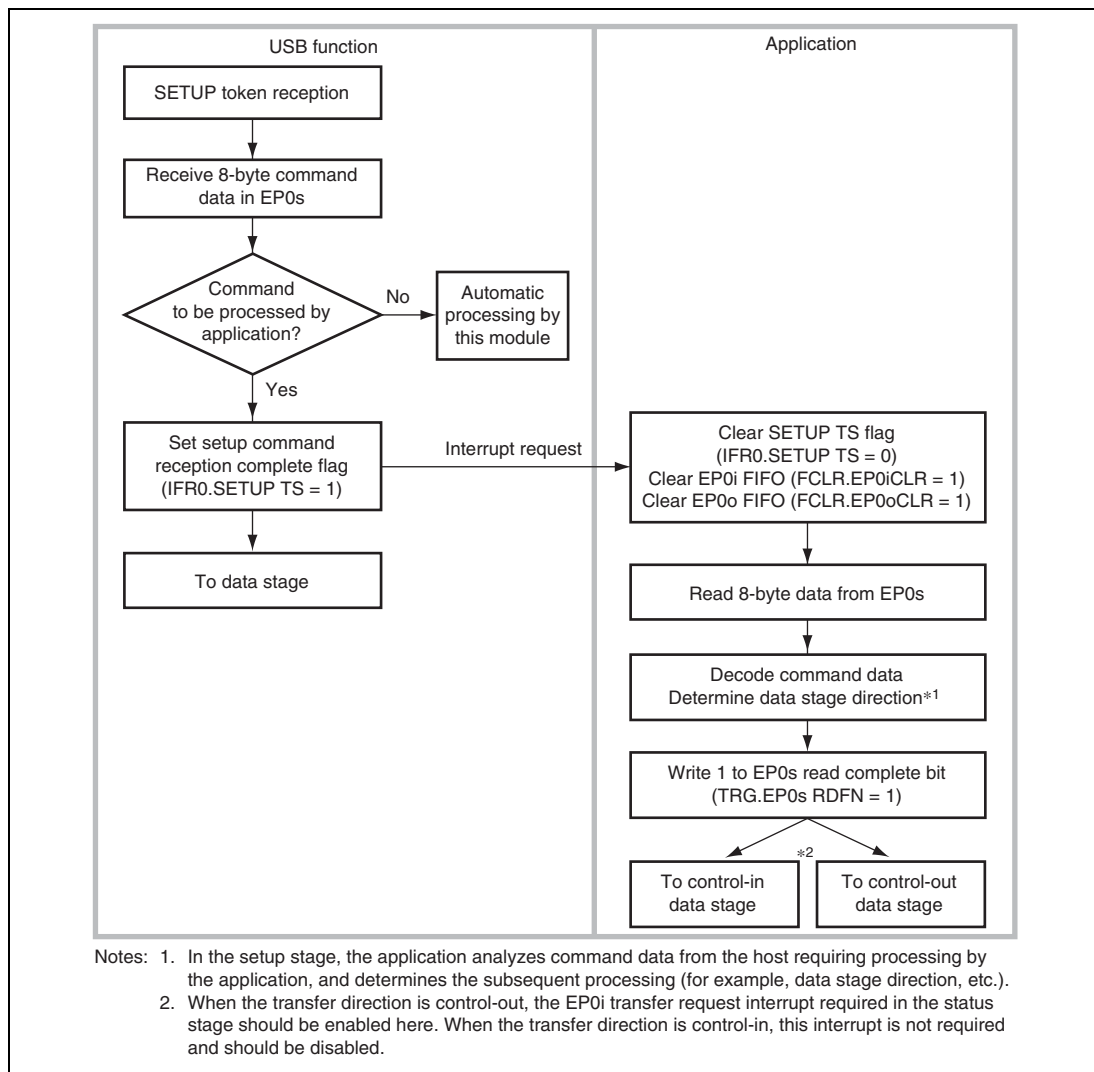 USB function
SETUP token reception
Receive 8-byte command
data in EP0s
Command
to be processed by
application?
No
Automatic
processing by
this module
Yes
Set setup command
reception complete flag
(IFR0.SETUP TS = 1)
Interrupt request
To data stage
Application
Clear SETUP TS flag
(IFR0.SETUP TS = 0)
Clear EP0i FIFO (FCLR.EP0iCLR = 1)
Clear EP0o FIFO (FCLR.EP0oCLR = 1)
Read 8-byte data from EP0s
Decode command data
Determine data stage direction*1
Write 1 to EP0s read complete bit
(TRG.EP0s RDFN = 1)
*2
To control-in
data stage
To control-out
data stage
Notes: 1. In the setup stage, the application analyzes command data from the host requiring processing by
the application, and determines the subsequent processing (for example, data stage direction, etc.).
2. When the transfer direction is control-out, the EP0i transfer request interrupt required in the status
stage should be enabled here. When the transfer direction is control-in, this interrupt is not required
and should be disabled.